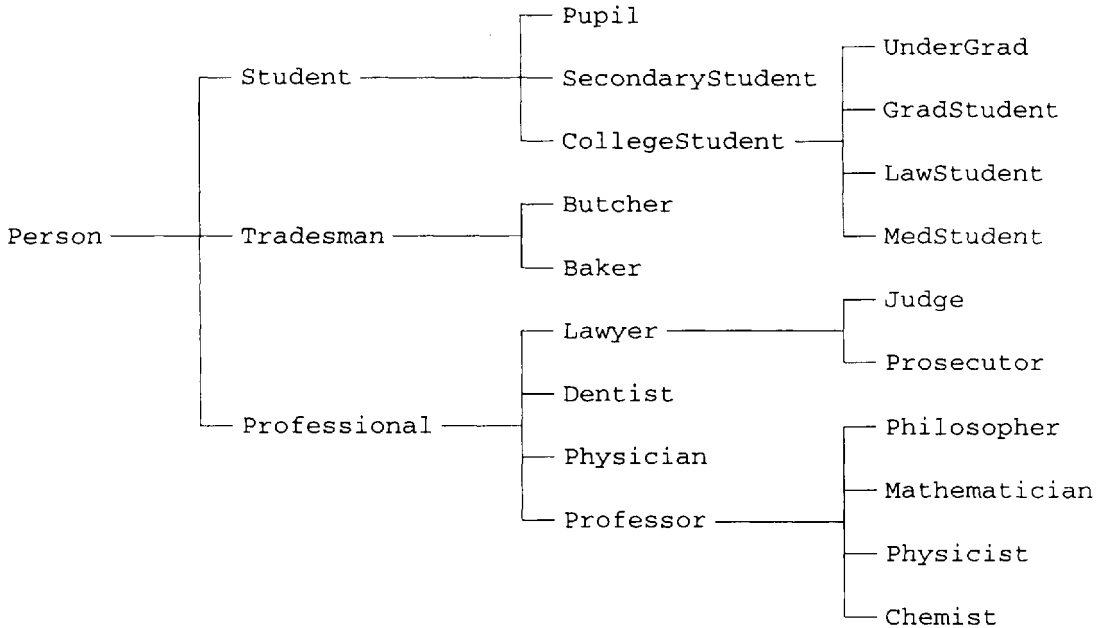 Pupil
UnderGrad
Student
SecondaryStudent
GradStudent
CollegeStudent
LawStudent
Butcher
Person
Tradesman
MedStudent
Baker
Judge
Lawyer
Prosecutor
Dentist
Professional
Philosopher
Physician
Mathematician
Professor
Physicist
Chemist